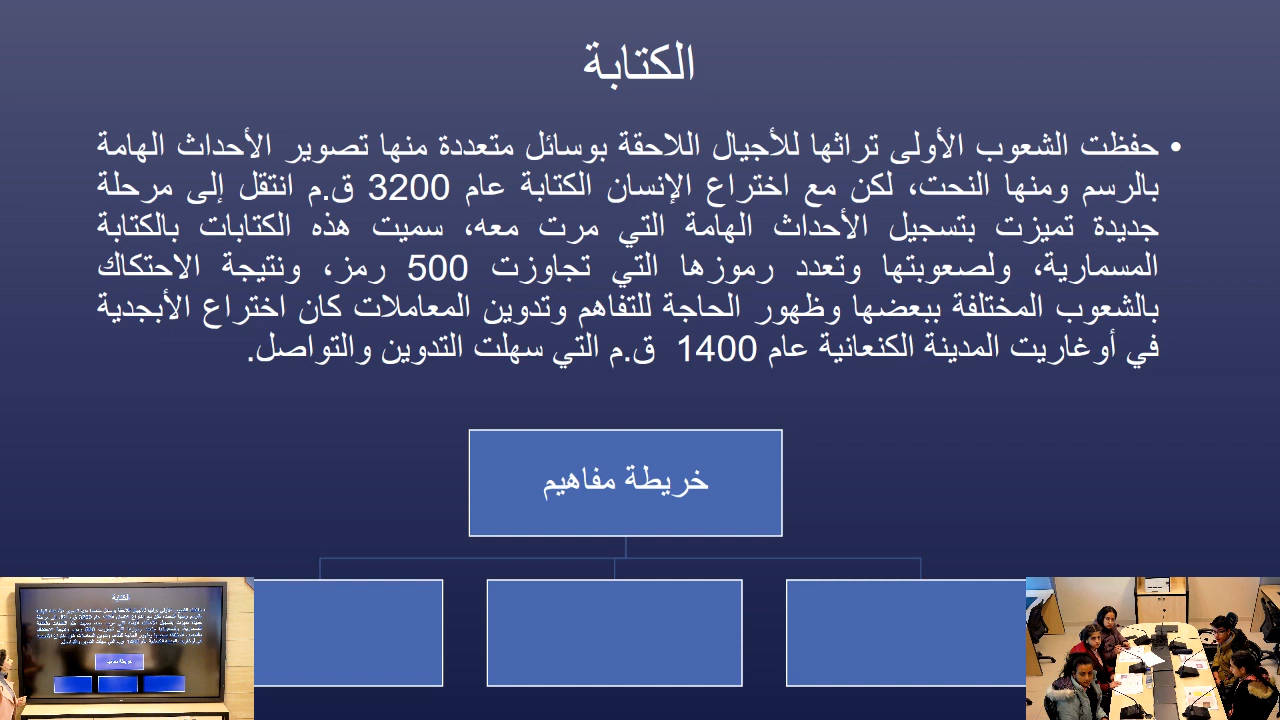 الكتابة
• حفظت الشعوب الأولى تراثها للأجيال اللاحقة بوسائل متعددة منها تصوير الأحداث الهامة
بالرسم ومنها النحت، لكن مع اختراع الإنسان الكتابة عام 3200 ق.م انتقل إلى مرحلة
جديدة تميزت بتسجيل الأحداث الهامة التي مرت معه، سميت هذه الكتابات بالكتابة
المسمارية، ولصعوبتها وتعدد رموزها التي تجاوزت 500 رمز، ونتيجة الاحتكاك
بالشعوب المختلفة ببعضها وظهور الحاجة للتفاهم وتدوين المعاملات كان اختراع الأبجدية
في أوغاريت المدينة الكنعانية عام 1400 ق.م التي سهلت التدوين والتواصل.
خريطة مفاهيم